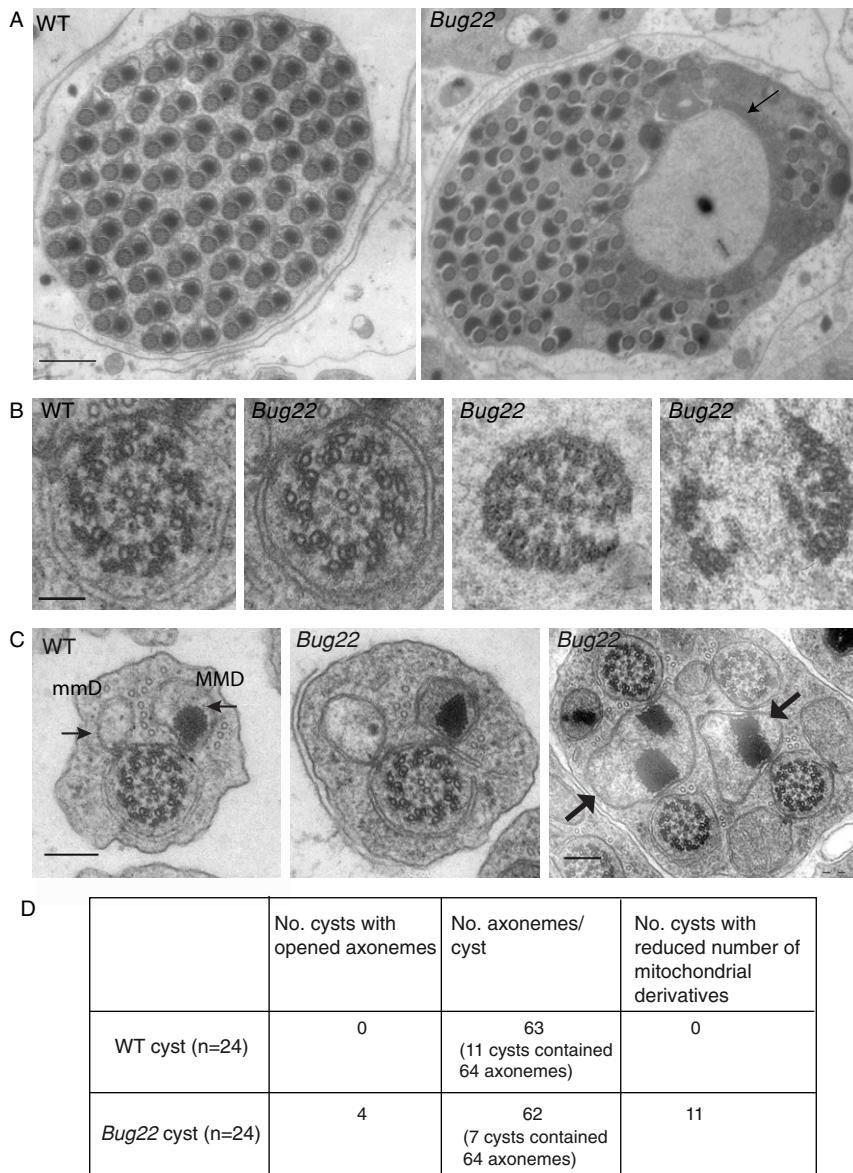 A
WT
Bug22
B
WT
Bug22
Bug22
Bug22
C
WT
mmD
MMD
Bug22
Bug22
D
No. cysts with
opened axonemes
No. axonemes/
cyst
No. cysts with
reduced number of
mitochondrial
derivatives
WT cyst (n=24)
0
63
(11 cysts contained
64 axonemes)
0
Bug22 cyst (n=24)
4
62
(7 cysts contained
64 axonemes)
11